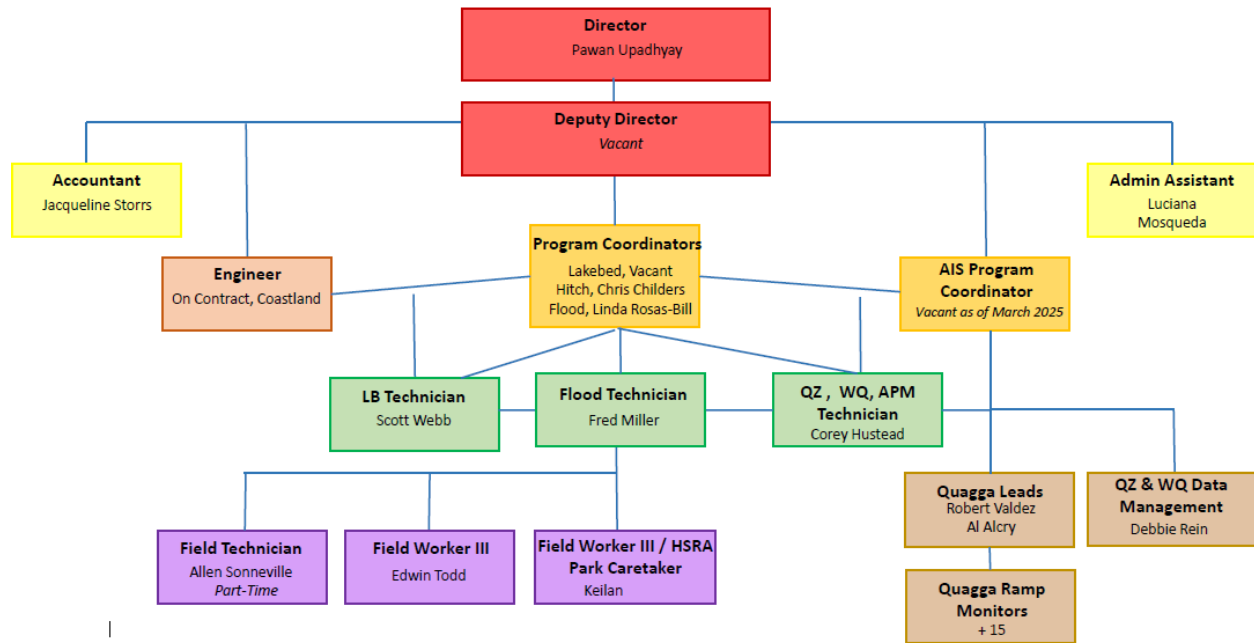 Director
Pawan Upadhyay
Deputy Director
Vacant
Accountant
Jacqueline Storrs
Admin Assistant
Luciana
Mosqueda
Engineer
On Contract, Coastland
Program Coordinators
Lakebed, Vacant
Hitch, Chris Childers
Flood, Linda Rosas-Bill
AIS Program
Coordinator
Vacant as of March 2025
LB Technician
Scott Webb
Flood Technician
Fred Miller
QZ , WQ, APM
Technician
Corey Hustead
Quagga Leads
Robert Valdez
Al Alcry
QZ & WQ Data
Management
Debbie Rein
Field Technician
Allen Sonneville
Part-Time
Field Worker III
Edwin Todd
Field Worker III / HSRA
Park Caretaker
Keilan
Quagga Ramp
Monitors
+ 15